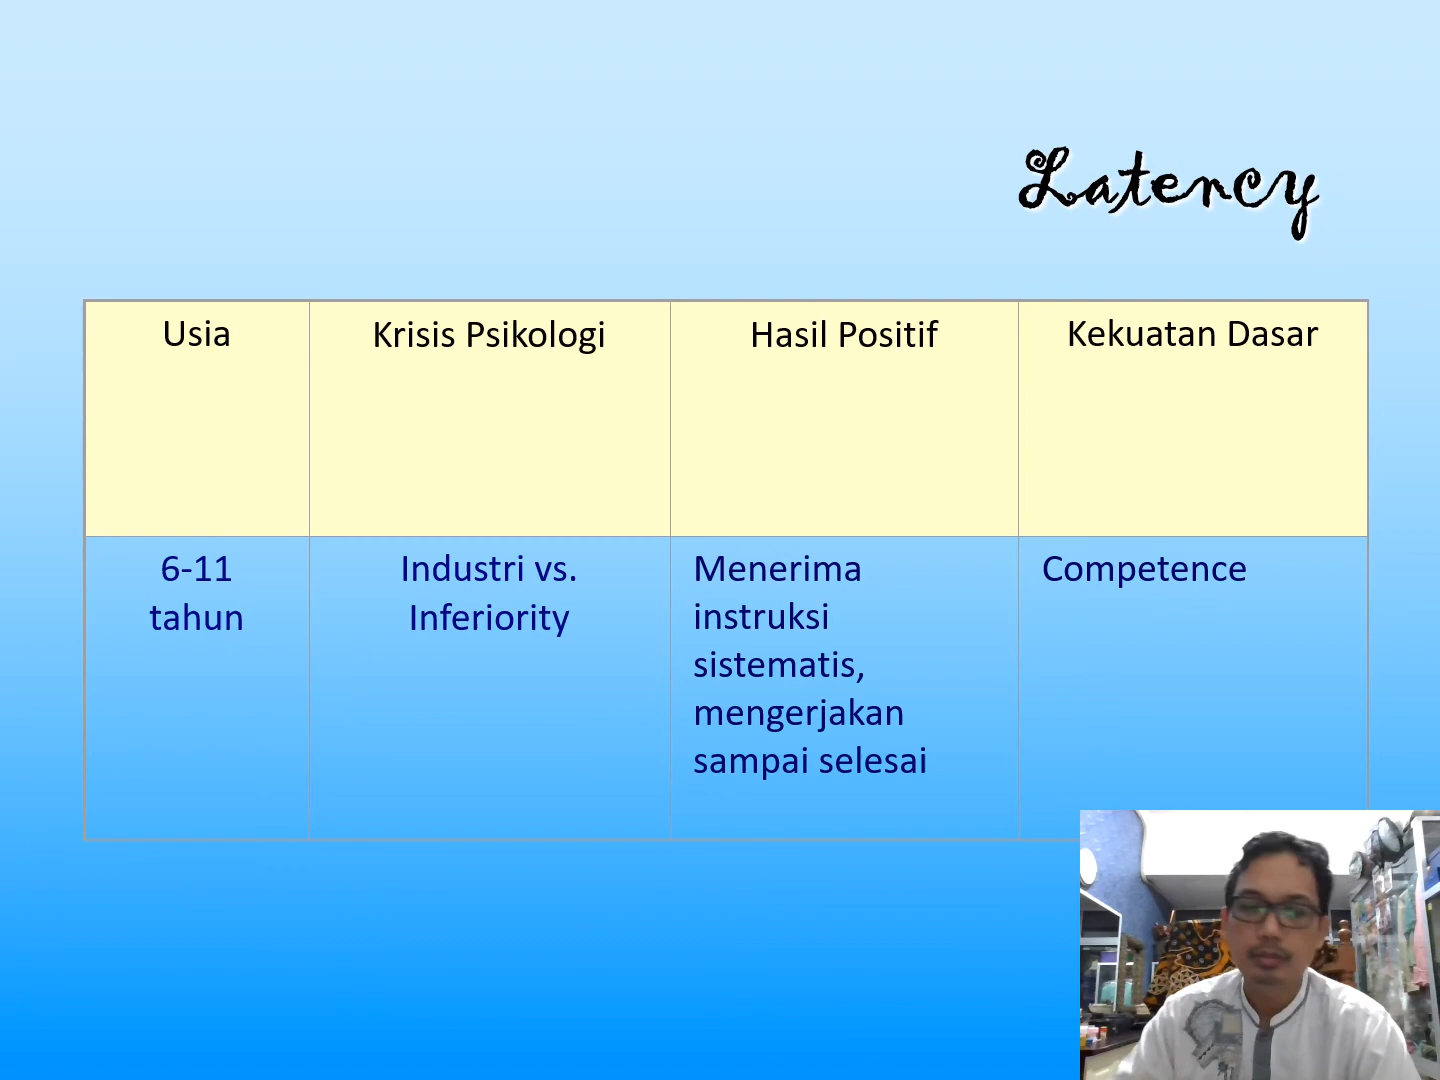 Latency
Usia
Krisis Psikologi
Hasil Positif
Kekuatan Dasar
6-11
tahun
Industri vs.
Inferiority
Menerima
instruksi
sistematis,
mengerjakan
sampai selesai
Competence